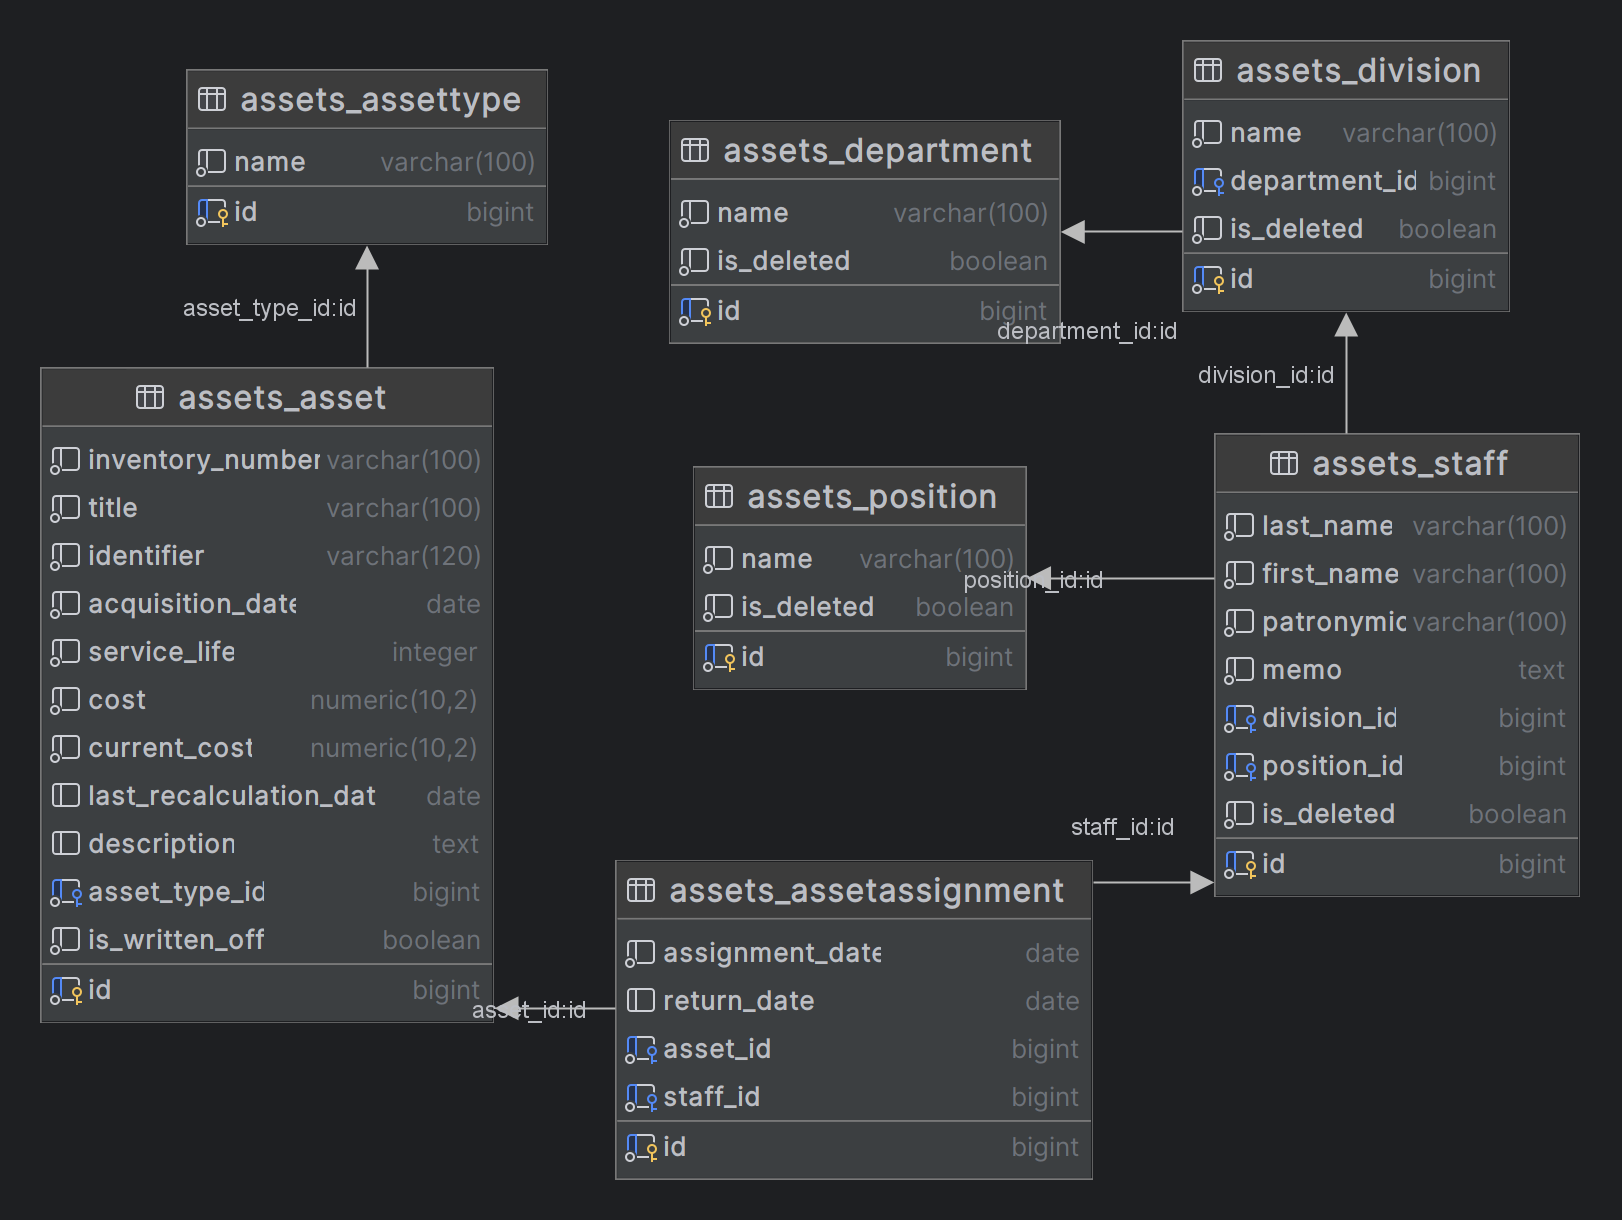 assets_assettype
name varchar(100)
id bigint
asset_type_id:id
assets_asset
inventory_number varchar(100)
title varchar(100)
identifier varchar(120)
acquisition_date date
service_life integer
cost numeric(10,2)
current_cost numeric(10,2)
last_recalculation_dat date
description text
asset_type_id bigint
is_written_off boolean
id bigint
asset_id:id
assets_department
name varchar(100)
is_deleted boolean
id bigint
department_id:id
assets_division
name varchar(100)
department_id bigint
is_deleted boolean
id bigint
division_id:id
assets_position
name varchar(100)
is_deleted boolean
id bigint
position_id:id
assets_staff
last_name varchar(100)
first_name varchar(100)
patronymic varchar(100)
memo text
division_id bigint
position_id bigint
is_deleted boolean
id bigint
staff_id:id
assets_assetassignment
assignment_date date
return_date date
asset_id bigint
staff_id bigint
id bigint